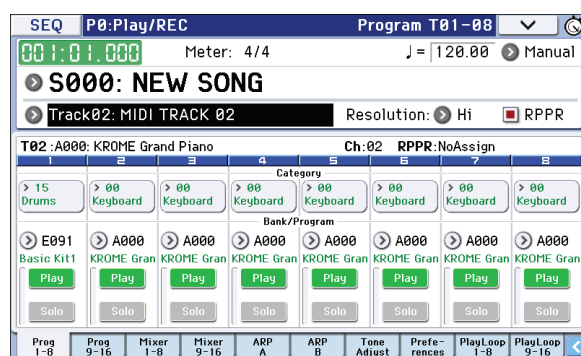 SEQ P0:Play/REC Program T01-08
001:01.000 Meter: 4/4 ♩= 120.00 Manual
S000: NEW SONG
Track02: MIDI TRACK 02 Resolution: Hi RPPR
T02 :A000: KROME Grand Piano Ch:02 RPPR:NoAssign
1 2 3 4 5 6 7 8
Category
> 15 > 00 > 00 > 00 > 00 > 00 > 00 > 00
Drums Keyboard Keyboard Keyboard Keyboard Keyboard Keyboard Keyboard
Bank/Program
E091 A000 A000 A000 A000 A000 A000 A000
Basic Kit1 KROME Gran KROME Gran KROME Gran KROME Gran KROME Gran KROME Gran KROME Gran
Play Play Play Play Play Play Play Play
Solo Solo Solo Solo Solo Solo Solo Solo
Prog Prog Mixer Mixer ARP ARP Tone Prefe- PlayLoop PlayLoop
1-8 9-16 1-8 9-16 A B Adjust rences 1-8 9-16